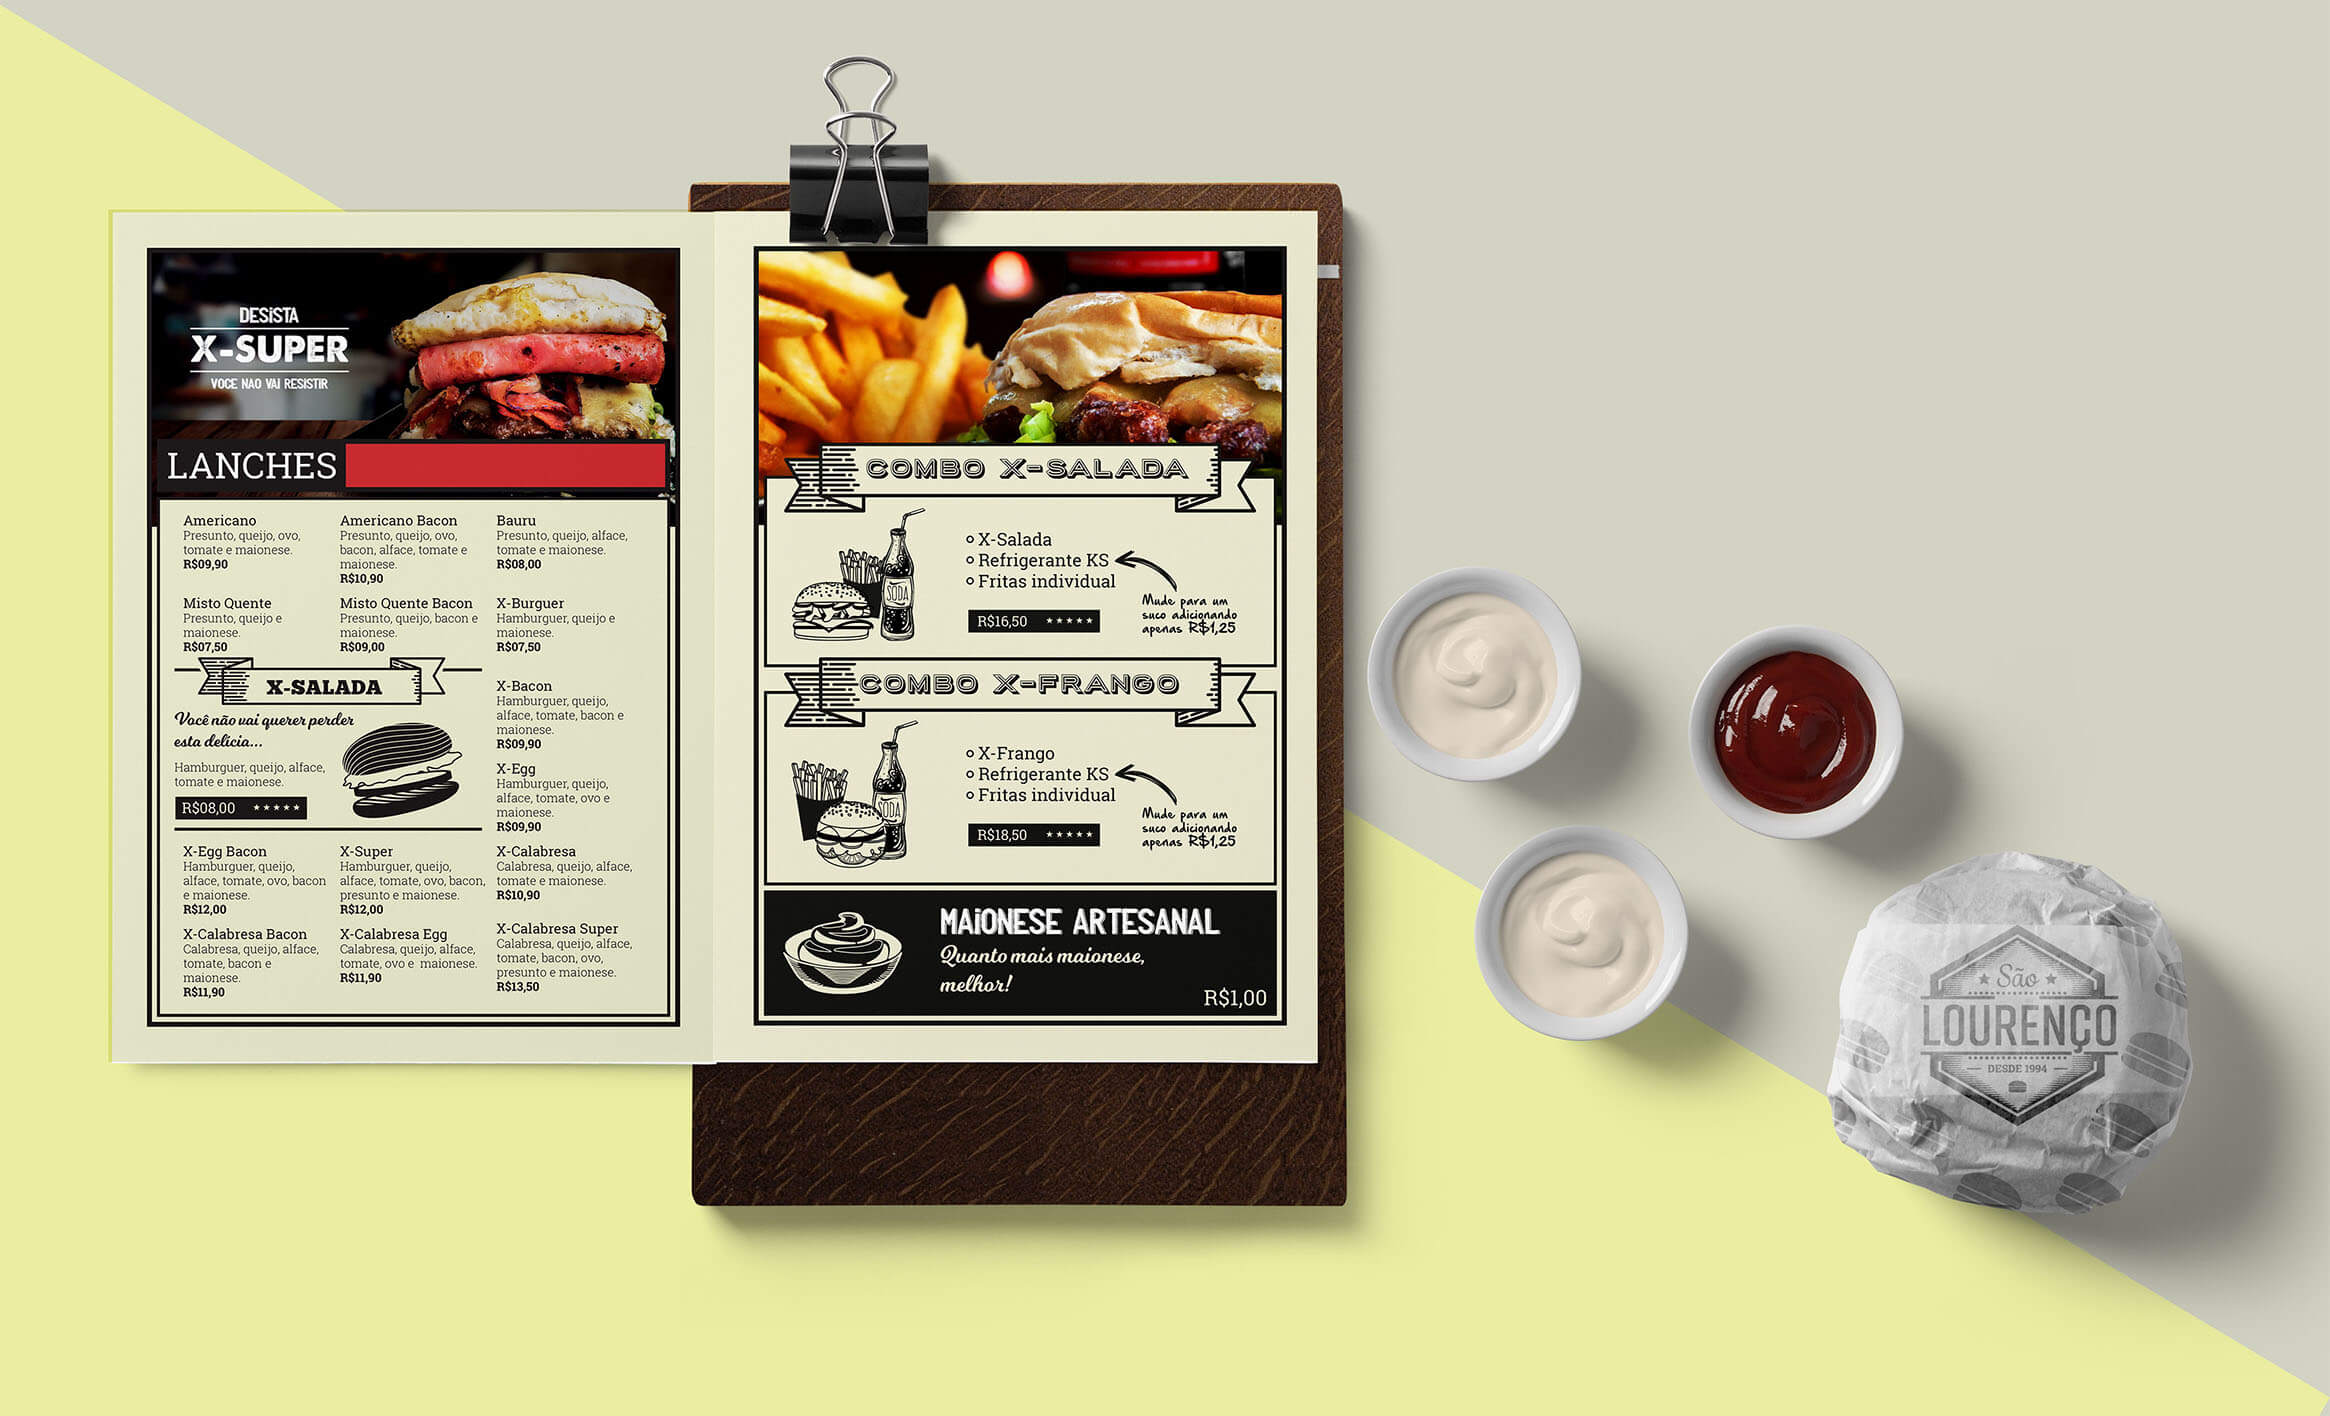 DESiSTA
X-SUPER
VOCE NAO VAI RESISTIR
LANCHES
Americano
Presunto, queijo, ovo,
tomate e maionese.
R$09,90
Americano Bacon
Presunto, queijo, ovo,
bacon, alface, tomate e
maionese.
R$10,90
Bauru
Presunto, queijo, alface,
tomate e maionese.
R$08,00
Misto Quente
Presunto, queijo e
maionese.
R$07,50
Misto Quente Bacon
Presunto, queijo, bacon e
maionese.
R$09,00
X-Burguer
Hamburguer, queijo e
maionese.
R$07,50
X-SALADA
Você não vai querer perder
esta delícia...
Hamburguer, queijo, alface,
tomate e maionese.
R$08,00 ★★★★★
X-Bacon
Hamburguer, queijo,
alface, tomate, bacon e
maionese.
R$09,90
X-Egg
Hamburguer, queijo,
alface, tomate, ovo e
maionese.
R$09,90
X-Egg Bacon
Hamburguer, queijo,
alface, tomate, ovo, bacon
e maionese.
R$12,00
X-Super
Hamburguer, queijo,
alface, tomate, ovo, bacon,
presunto e maionese.
R$12,00
X-Calabresa
Calabresa, queijo, alface,
tomate e maionese.
R$10,90
X-Calabresa Bacon
Calabresa, queijo, alface,
tomate, bacon e
maionese.
R$11,90
X-Calabresa Egg
Calabresa, queijo, alface,
tomate, ovo e maionese.
R$11,90
X-Calabresa Super
Calabresa, queijo, alface,
tomate, bacon, ovo,
presunto e maionese.
R$13,50
COMBO X-SALADA
SODA
X-Salada
Refrigerante KS
Fritas individual
R$16,50 ★★★★★
Mude para um
suco adicionando
apenas R$1,25
COMBO X-FRANGO
SODA
X-Frango
Refrigerante KS
Fritas individual
R$18,50 ★★★★★
Mude para um
suco adicionando
apenas R$1,25
MAiONESE ARTESANAL
Quanto mais maionese,
melhor!
R$1,00
São
LOURENÇO
DESDE 1994